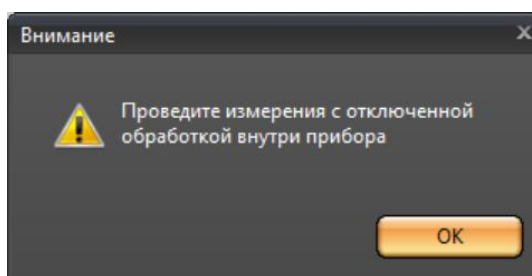 Внимание
Проведите измерения с отключенной
обработкой внутри прибора
OK